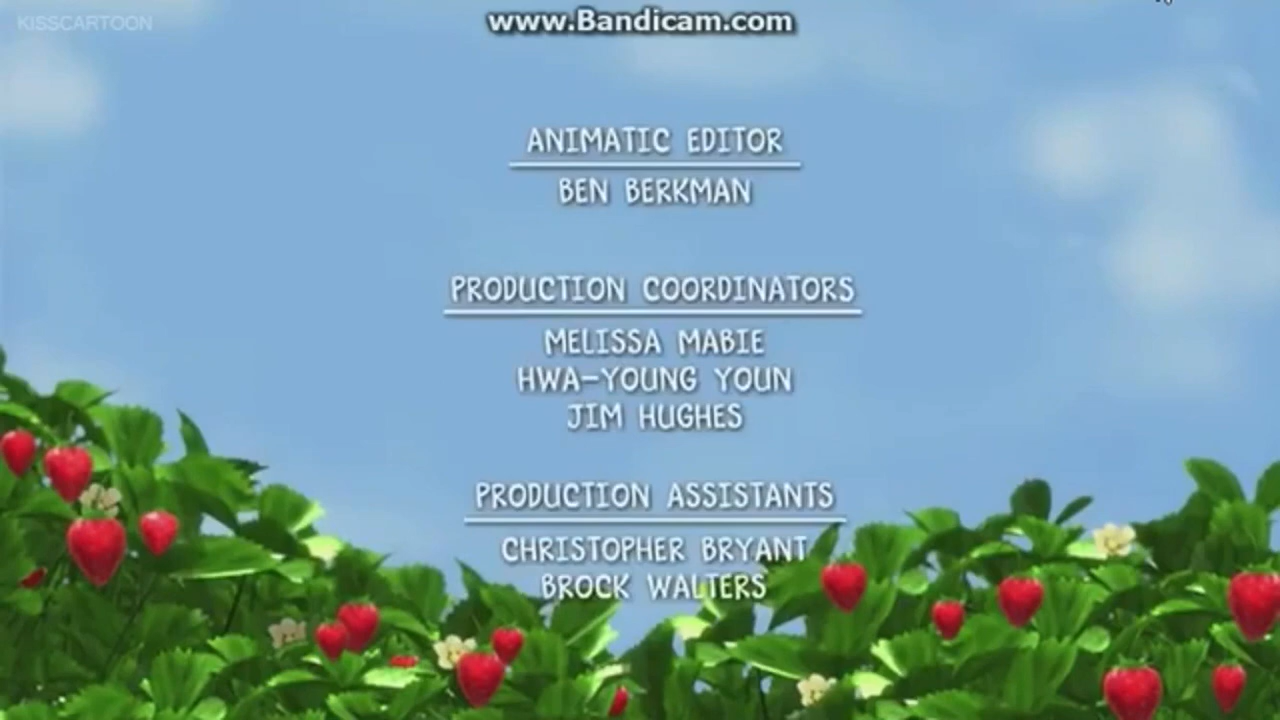 KISSCARTOON
www.Bandicam.com
ANIMATIC EDITOR
BEN BERKMAN
PRODUCTION COORDINATORS
MELISSA MABIE
HWA-YOUNG YOUN
JIM HUGHES
PRODUCTION ASSISTANTS
CHRISTOPHER BRYANT
BROCK WALTERS